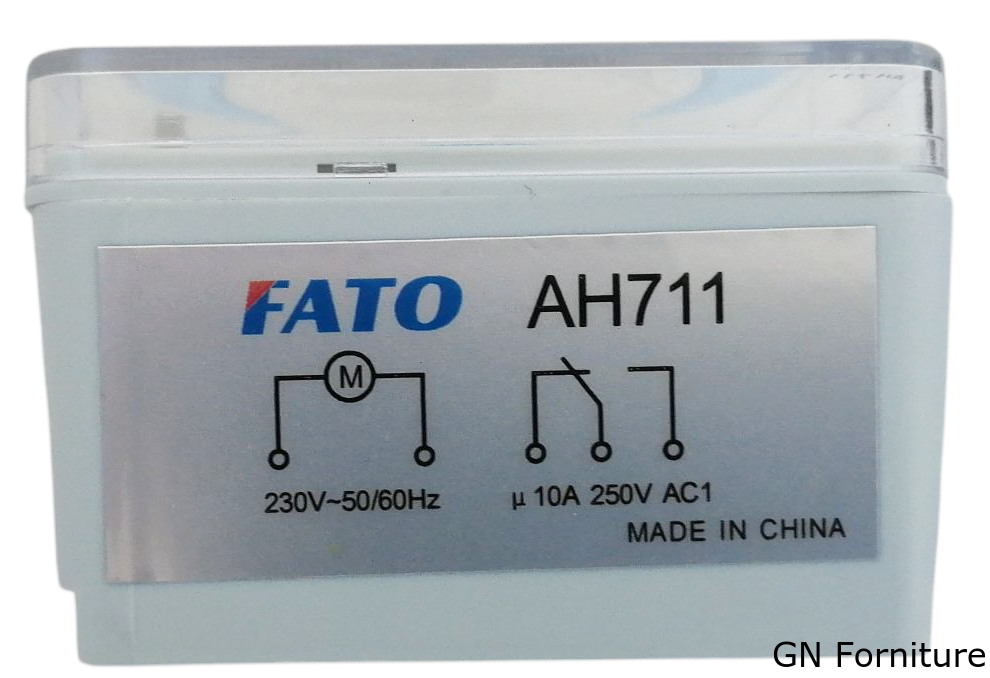 FATO AH711
M
230V~50/60Hz
µ 10A 250V AC1
MADE IN CHINA
GN Forniture